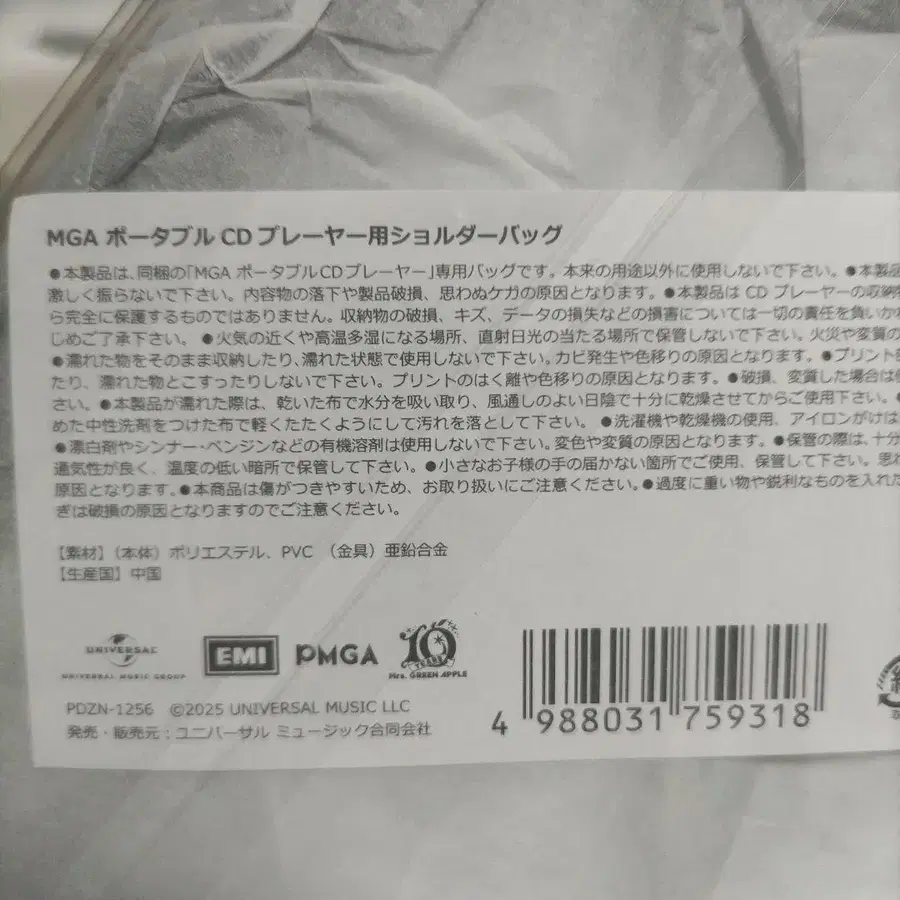 MGA ポータブル CD プレーヤー用ショルダーバッグ
●本製品は、同梱の「MGA ポータブルCDプレーヤー」専用バッグです。本来の用途以外に使用しないで下さい。●本製品
激しく振らないで下さい。内容物の落下や製品破損、思わぬケガの原因となります。●本製品は CD プレーヤーの収納物
ら完全に保護するものではありません。収納物の破損、キズ、データの損失などの損害については一切の責任を負いかね
じめご了承下さい。 ●火気の近くや高温多湿になる場所、直射日光の当たる場所で保管しないで下さい。火災や変質の
●濡れた物をそのまま収納したり、濡れた状態で使用しないで下さい。カビ発生や色移りの原因となります。●プリント
たり、濡れた物とこすったりしないで下さい。プリントのはく離や色移りの原因となります。●破損、変質した場合は
さい。●本製品が濡れた際は、乾いた布で水分を吸い取り、風通しのよい日陰で十分に乾燥させてからご使用下さい。●
めた中性洗剤をつけた布で軽くたたくようにして汚れを落として下さい。 ●洗濯機や乾燥機の使用、アイロンがけは
●漂白剤やシンナー・ベンジンなどの有機溶剤は使用しないで下さい。変色や変質の原因となります。●保管の際は、十分
通気性が良く、温度の低い暗所で保管して下さい。●小さなお子様の手の届かない箇所でご使用、保管して下さい。思わ
原因となります。●本商品は傷がつきやすいため、お取り扱いにご注意ください。●過度に重い物や鋭利なものを入れた
ぎは破損の原因となりますのでご注意ください。
【素材】（本体）ポリエステル、PVC （金具）亜鉛合金
【生産国】中国
UNIVERSAL
UNIVERSAL MUSIC GROUP
EMI
PMGA
10
YEARS
Mrs. GREEN APPLE
PDZN-1256 ©2025 UNIVERSAL MUSIC LLC
発売・販売元：ユニバーサル ミュージック合同会社
4 988031 759318